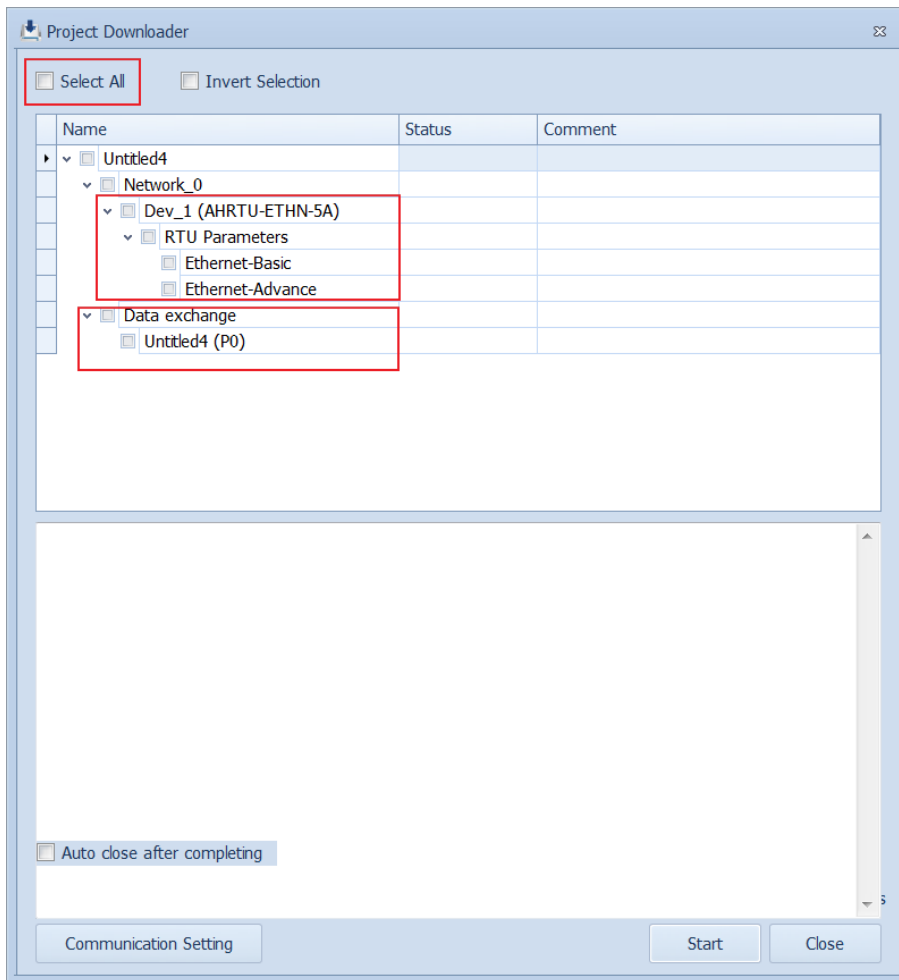 Project Downloader
Select All Invert Selection
Name Status Comment
Untitled4
Network_0
Dev_1 (AHRTU-ETHN-5A)
RTU Parameters
Ethernet-Basic
Ethernet-Advance
Data exchange
Untitled4 (P0)
Auto close after completing
s
Communication Setting Start Close